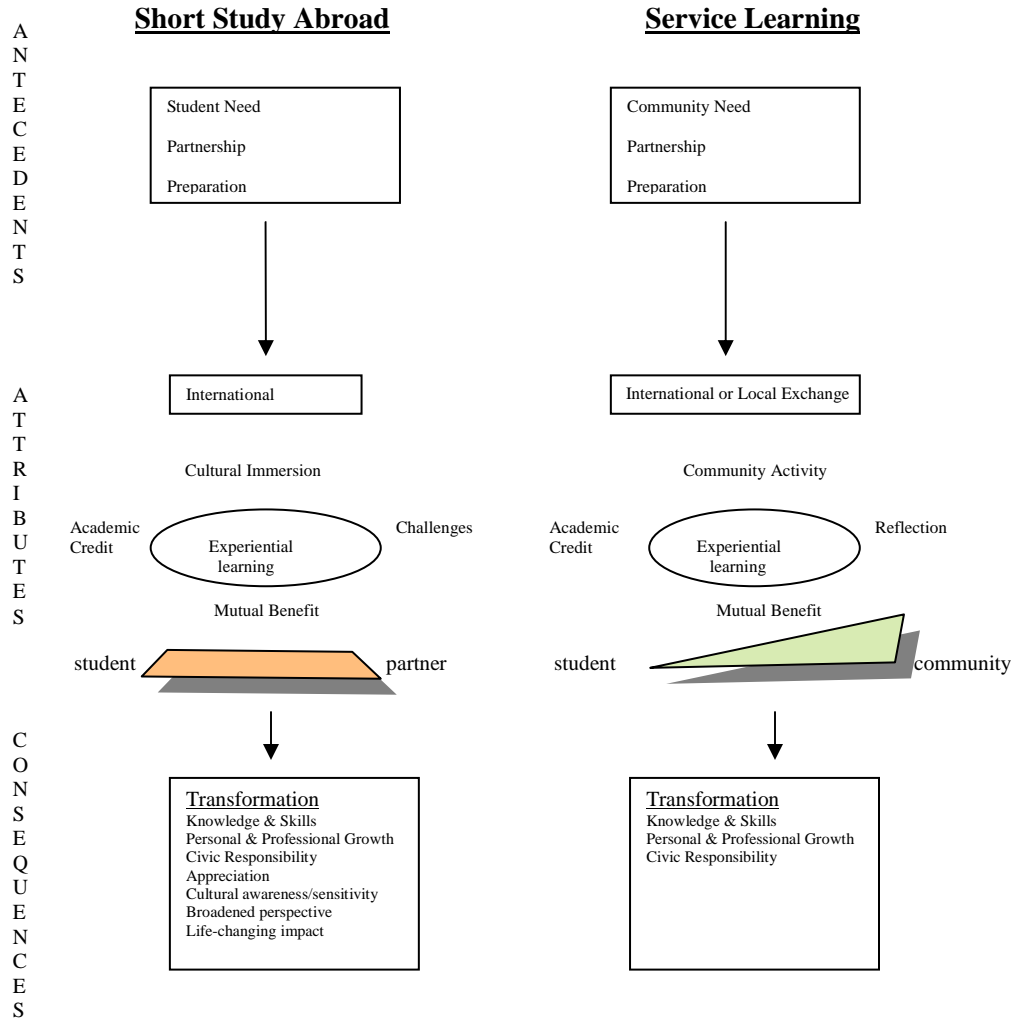 Short Study Abroad
Service Learning
ANTECEDENTS
Student Need
Partnership
Preparation
Community Need
Partnership
Preparation
ATTRIBUTES
International
International or Local Exchange
Cultural Immersion
Community Activity
Academic
Credit
Experiential
learning
Challenges
Academic
Credit
Experiential
learning
Reflection
Mutual Benefit
Mutual Benefit
student
partner
student
community
CONSEQUENCES
Transformation
Knowledge & Skills
Personal & Professional Growth
Civic Responsibility
Appreciation
Cultural awareness/sensitivity
Broadened perspective
Life-changing impact
Transformation
Knowledge & Skills
Personal & Professional Growth
Civic Responsibility